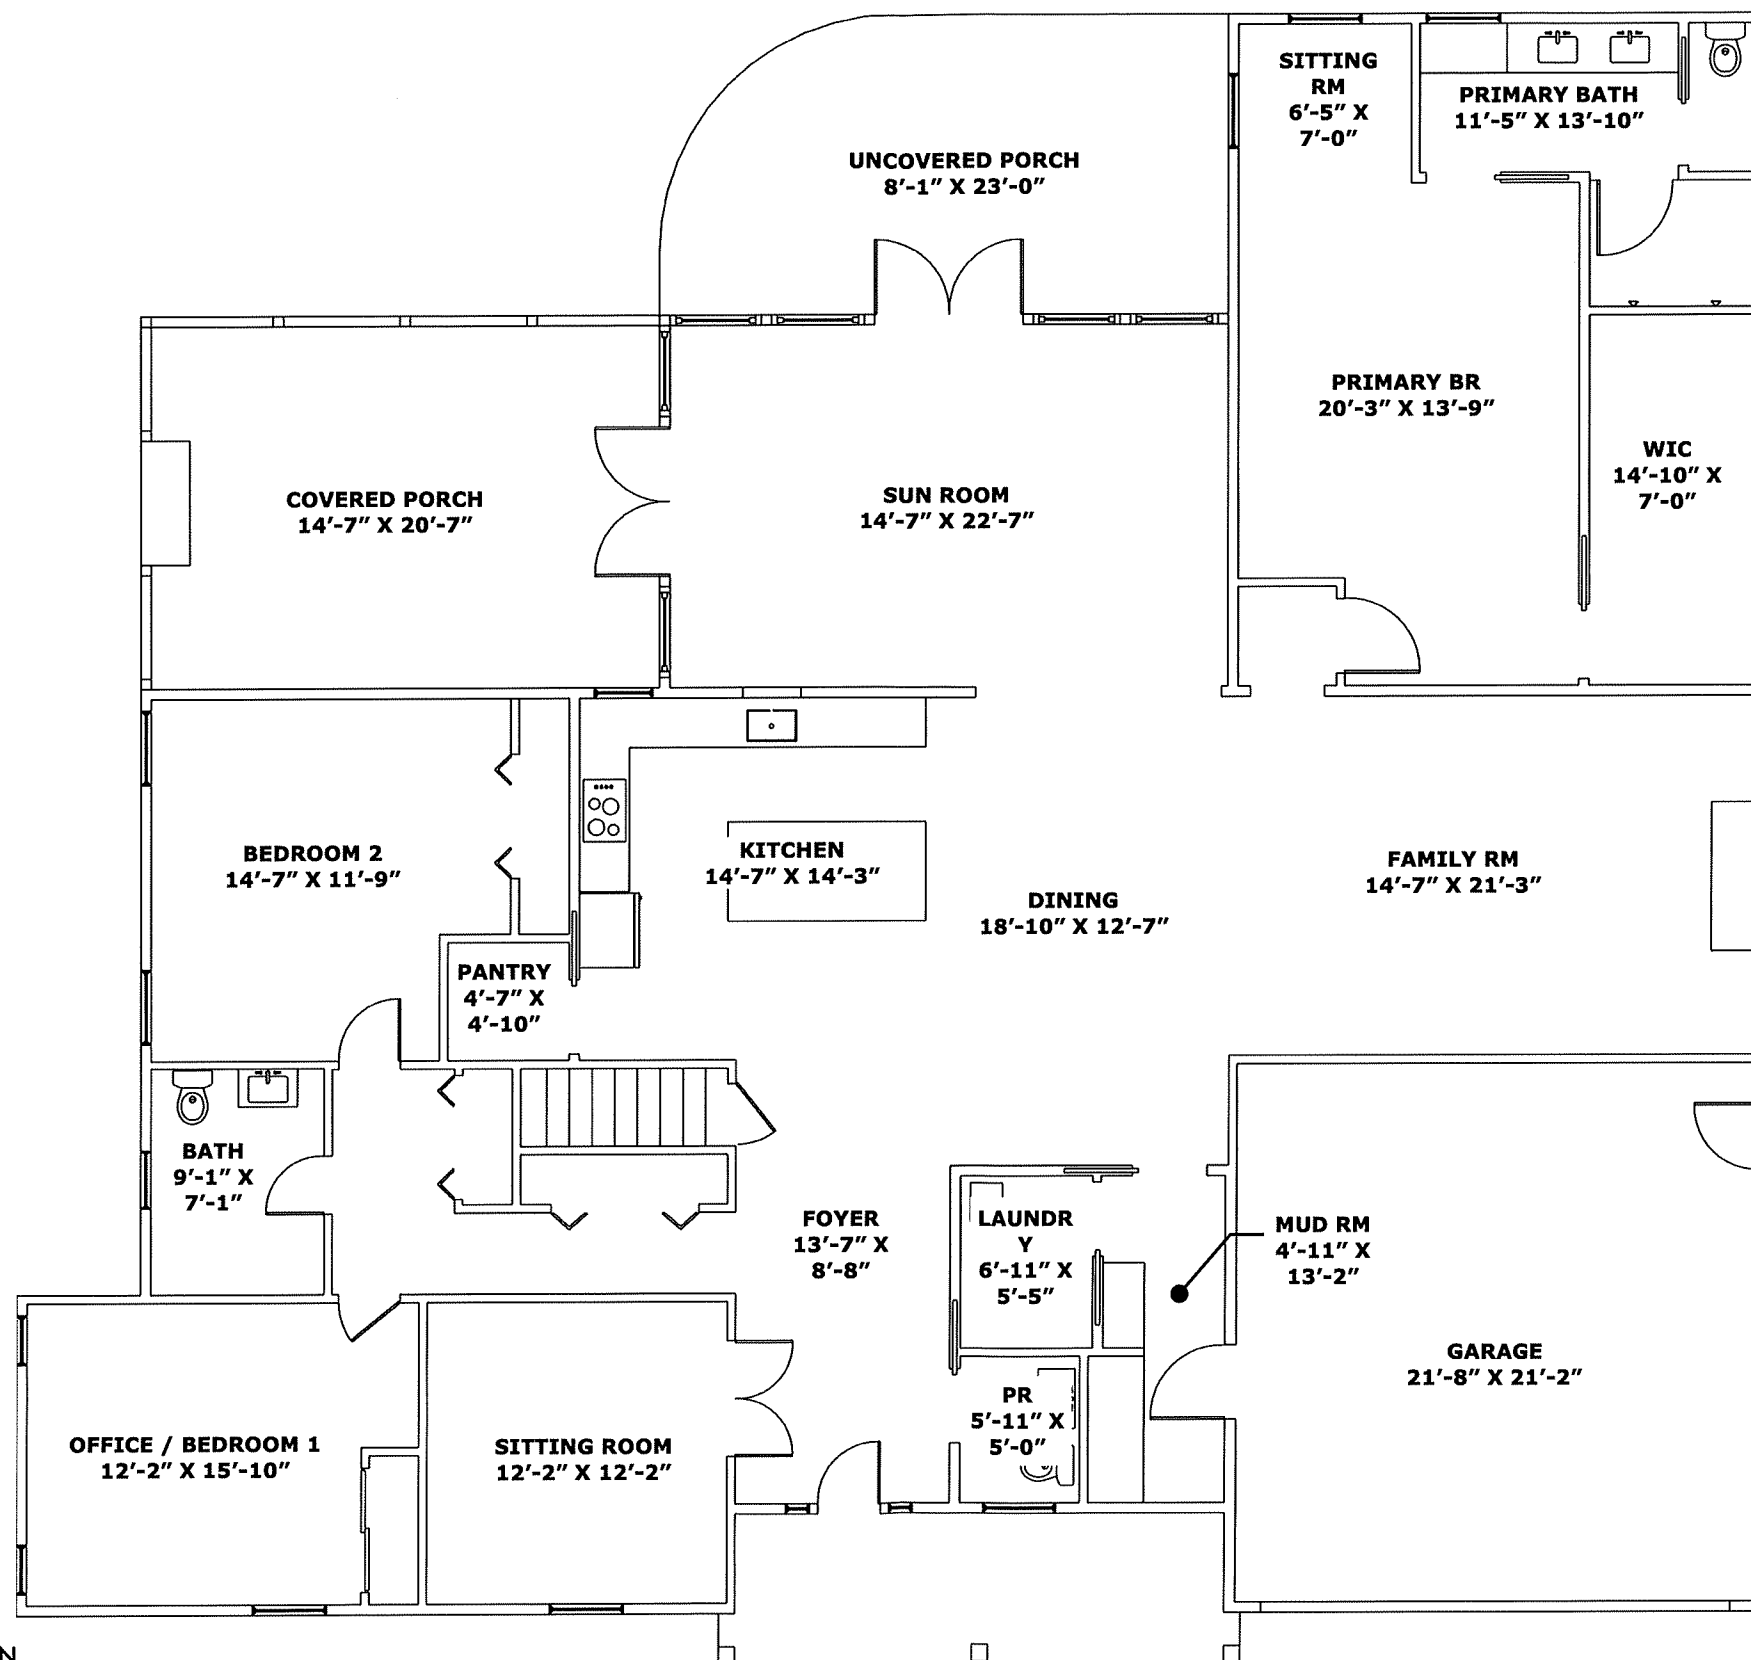 SITTING
RM
6'-5" X
7'-0"
PRIMARY BATH
11'-5" X 13'-10"
UNCOVERED PORCH
8'-1" X 23'-0"
PRIMARY BR
20'-3" X 13'-9"
WIC
14'-10" X
7'-0"
COVERED PORCH
14'-7" X 20'-7"
SUN ROOM
14'-7" X 22'-7"
BEDROOM 2
14'-7" X 11'-9"
KITCHEN
14'-7" X 14'-3"
DINING
18'-10" X 12'-7"
FAMILY RM
14'-7" X 21'-3"
PANTRY
4'-7" X
4'-10"
BATH
9'-1" X
7'-1"
FOYER
13'-7" X
8'-8"
LAUNDR
Y
6'-11" X
5'-5"
MUD RM
4'-11" X
13'-2"
GARAGE
21'-8" X 21'-2"
PR
5'-11" X
5'-0"
OFFICE / BEDROOM 1
12'-2" X 15'-10"
SITTING ROOM
12'-2" X 12'-2"